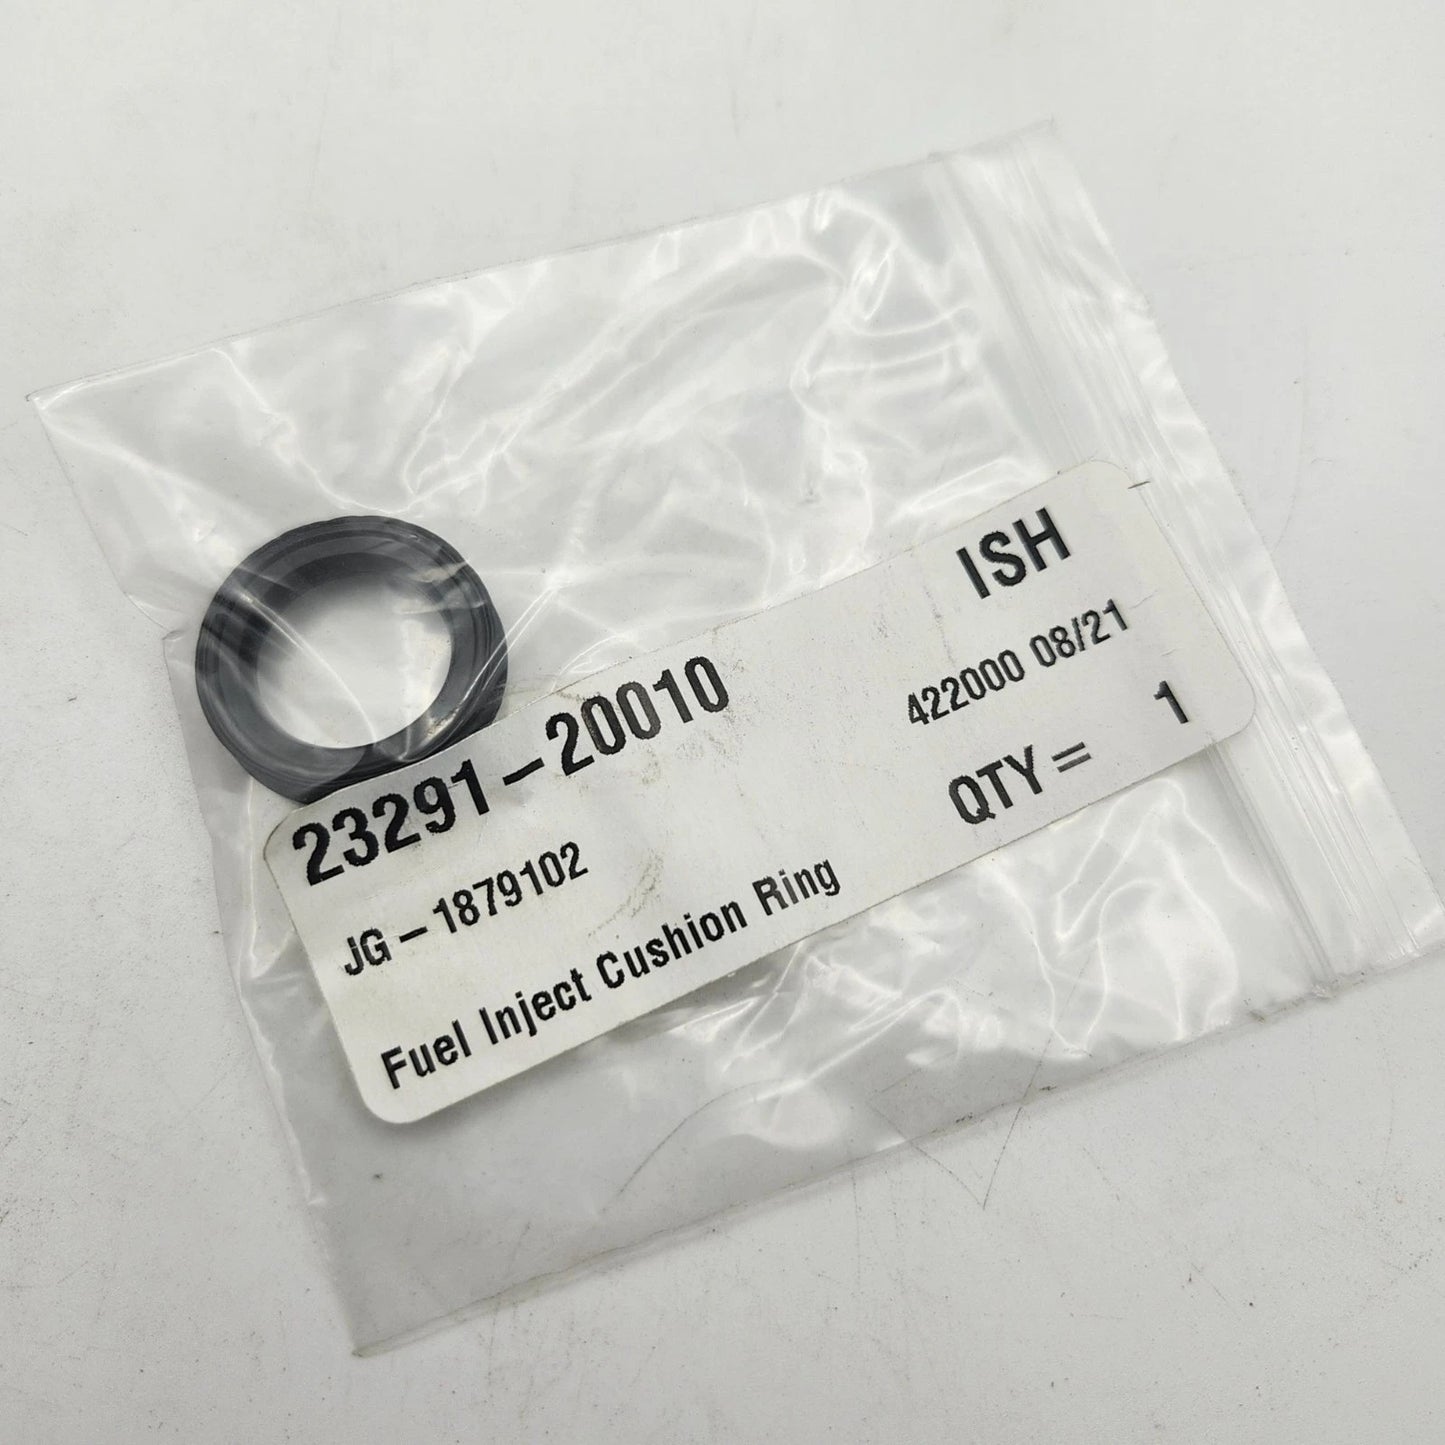 ISH
23291-20010
422000 08/21
JG-1879102
QTY= 1
Fuel Inject Cushion Ring